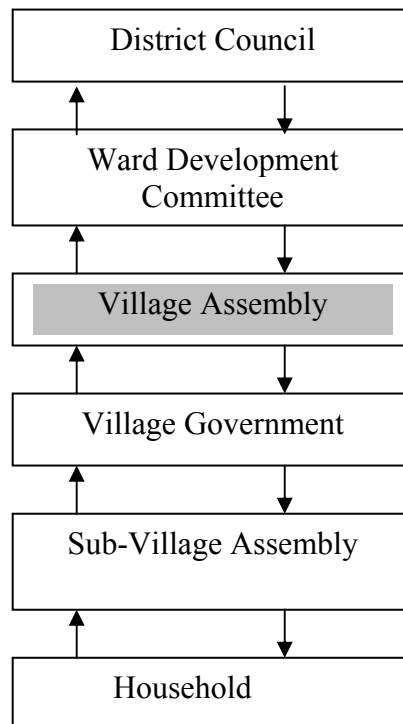 District Council
Ward Development
Committee
Village Assembly
Village Government
Sub-Village Assembly
Household